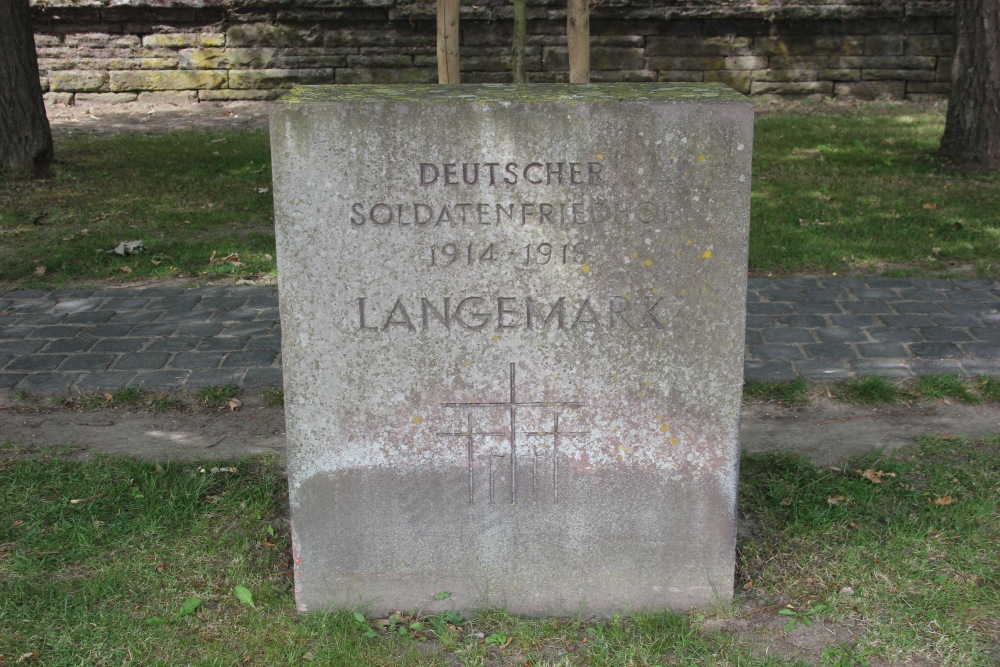 DEUTSCHER
SOLDATENFRIEDHOF
1914 - 1918
LANGEMARK